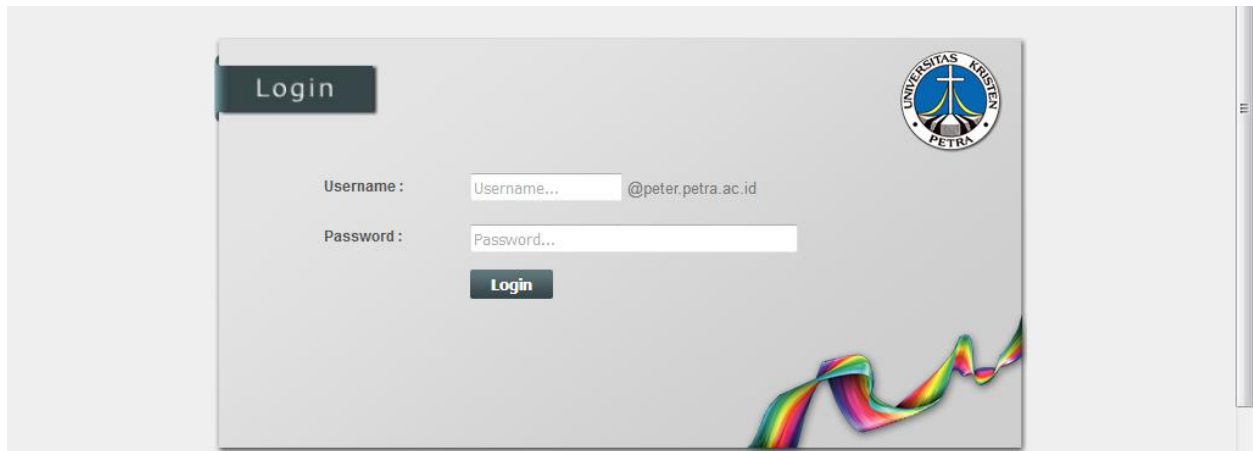 Login
UNIVERSITAS KRISTEN
PETRA
Username :
Username...
@peter.petra.ac.id
Password :
Password...
Login